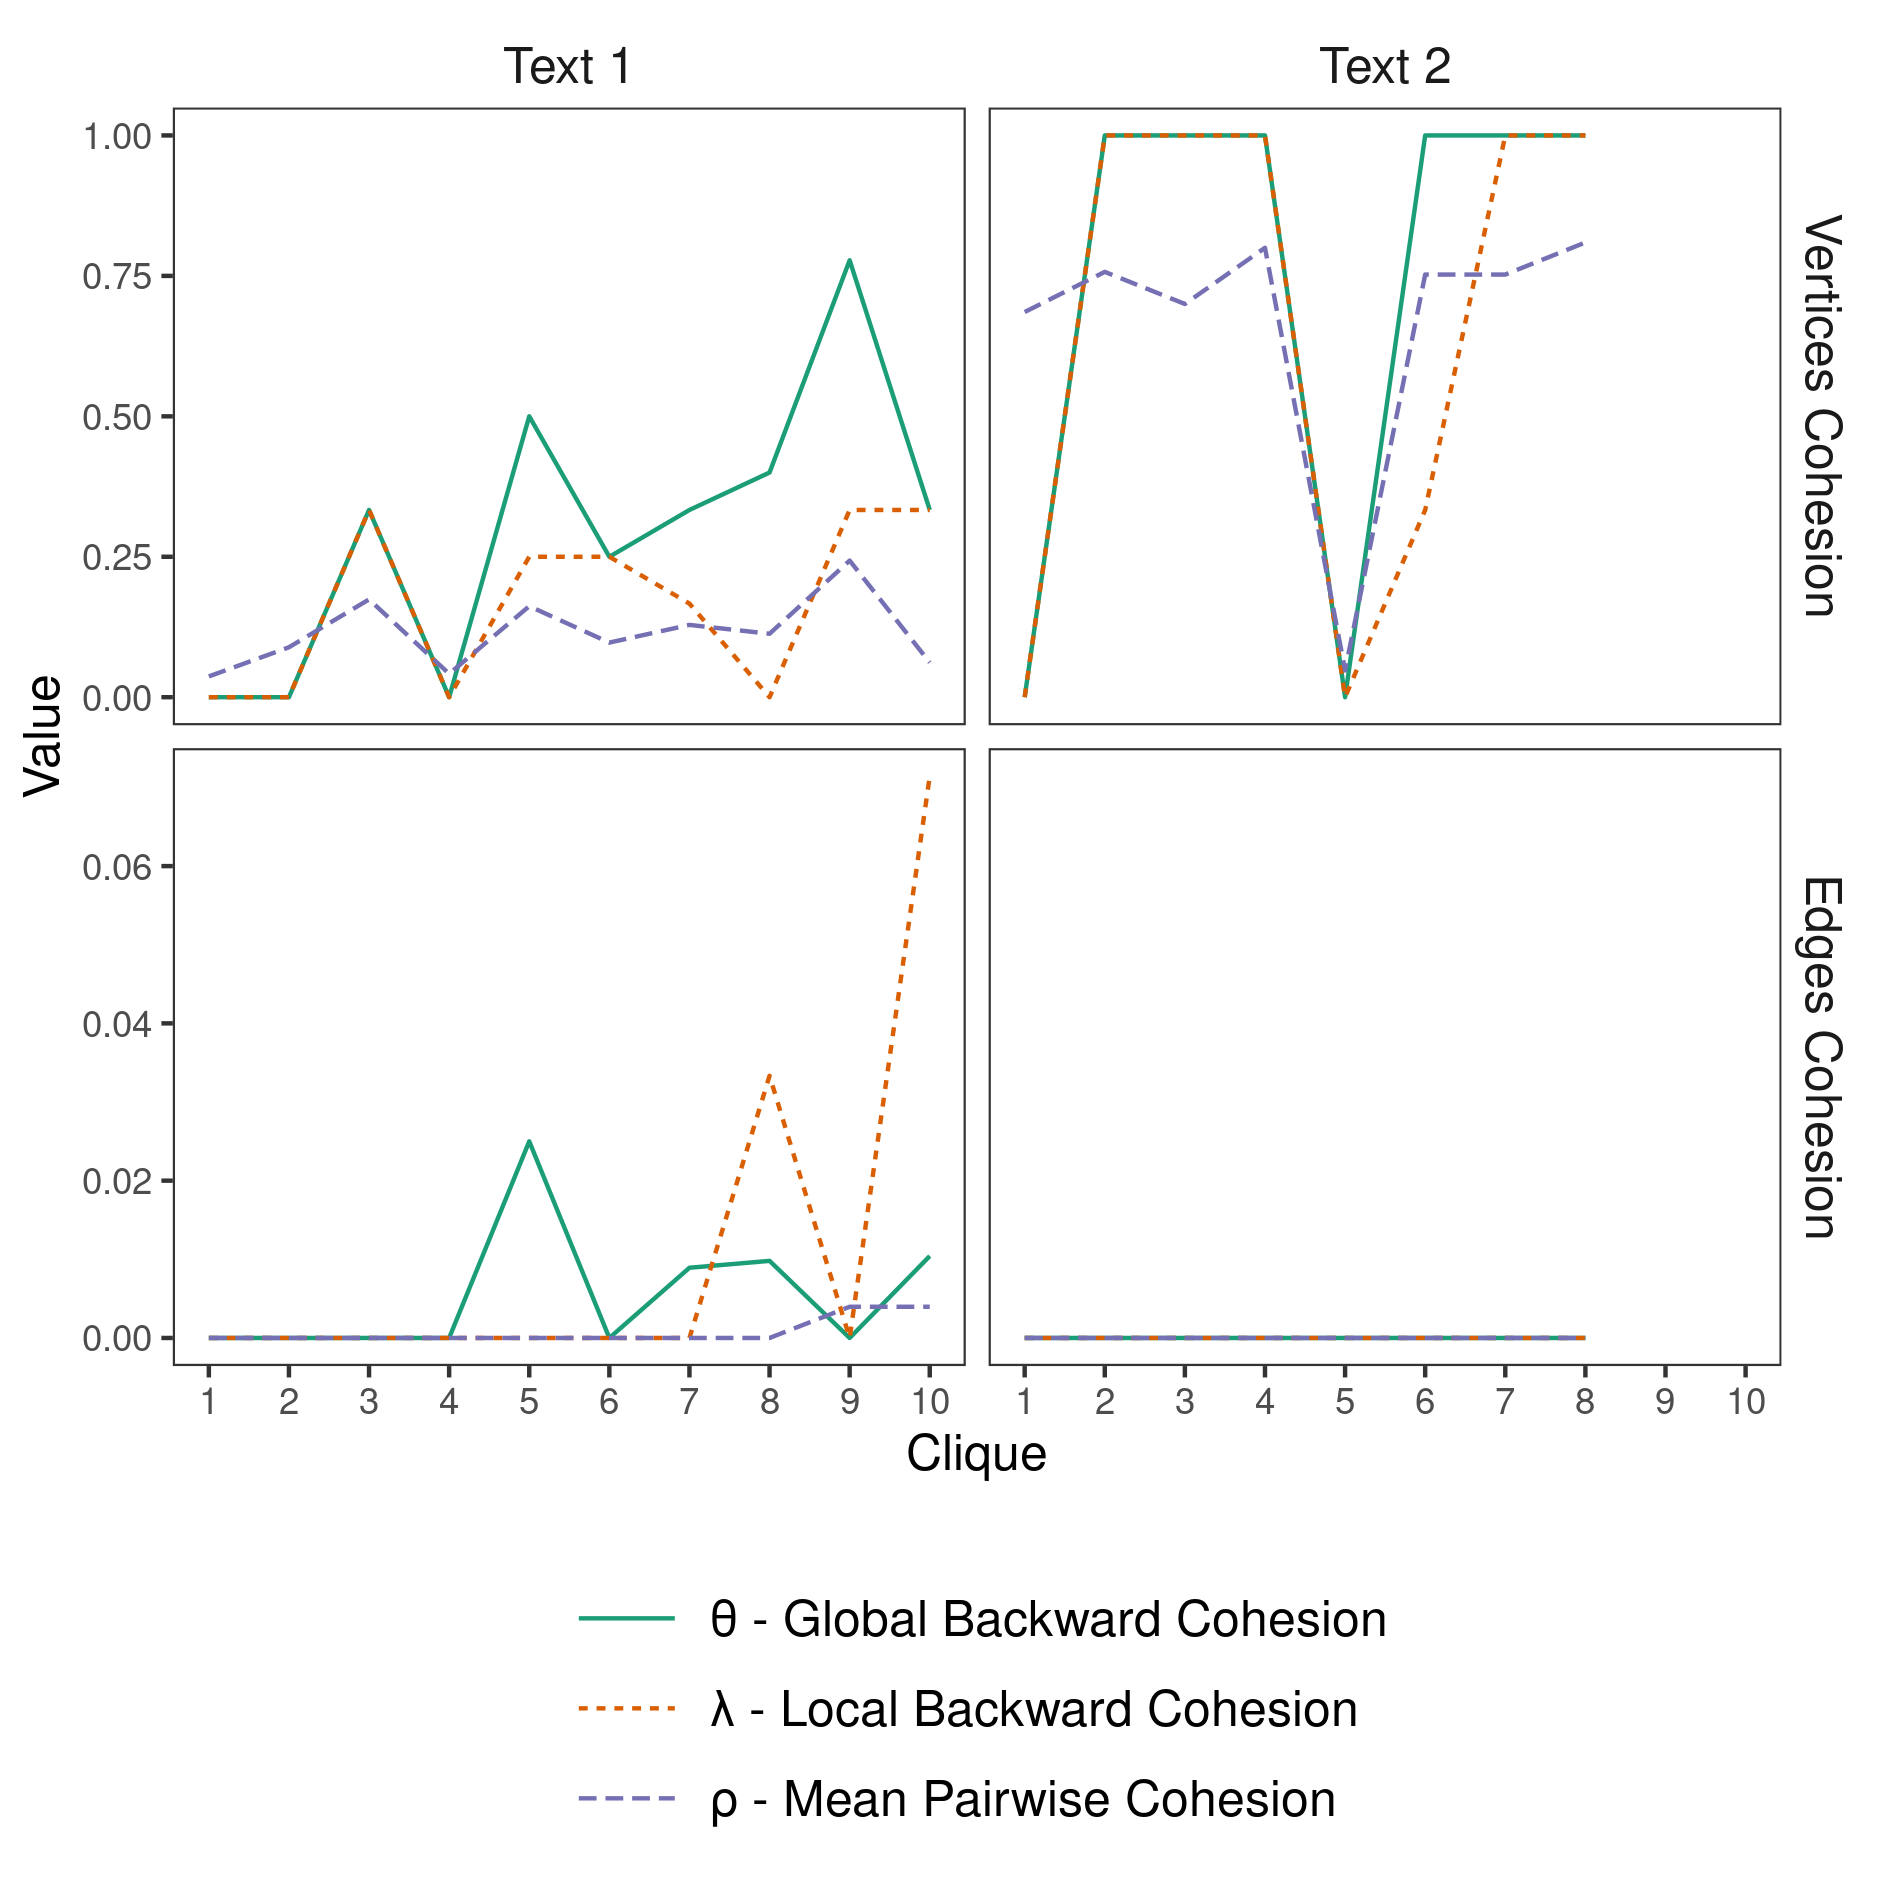 Text 1
Text 2
1.00
0.75
0.50
0.25
0.00
Vertices Cohesion
Value
0.06
0.04
0.02
0.00
Edges Cohesion
1 2 3 4 5 6 7 8 9 10
1 2 3 4 5 6 7 8 9 10
Clique
θ - Global Backward Cohesion
λ - Local Backward Cohesion
ρ - Mean Pairwise Cohesion